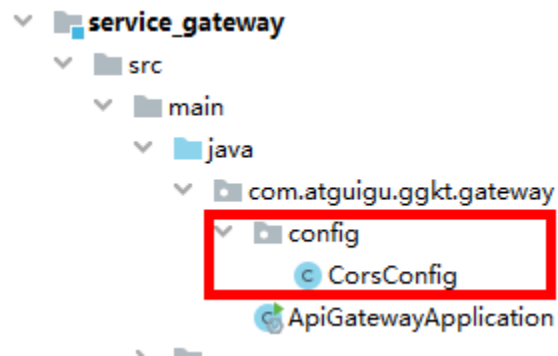 service_gateway
src
main
java
com.atguigu.ggkt.gateway
config
C CorsConfig
ApiGatewayApplication